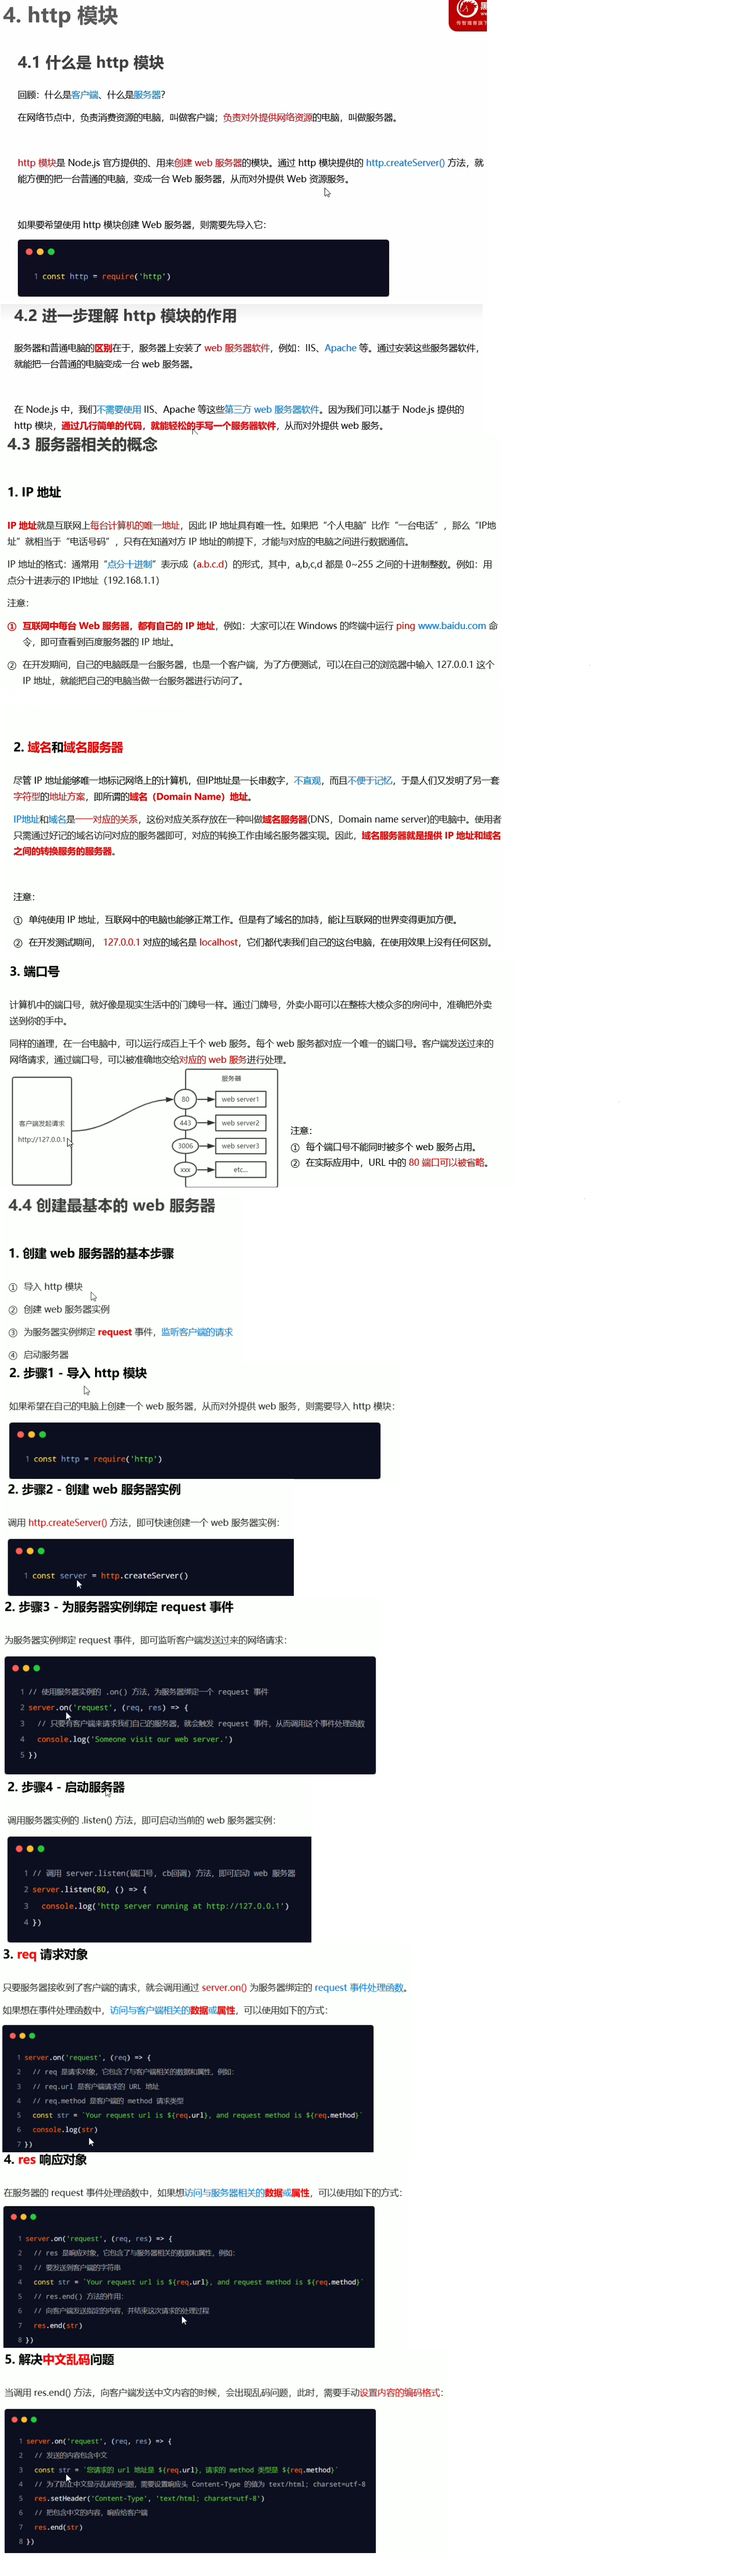 4. http 模块
4.1 什么是 http 模块
回顾：什么是客户端、什么是服务器?
在网络节点中，负责消费资源的电脑，叫做客户端；负责对外提供网络资源的电脑，叫做服务器。
http 模块是 Node.js 官方提供的、用来创建 web 服务器的模块。通过 http 模块提供的 http.createServer() 方法，就
能方便的把一台普通的电脑，变成一台 Web 服务器，从而对外提供 Web 资源服务。
如果要希望使用 http 模块创建 Web 服务器，则需要先导入它：
1 const http = require('http')
4.2 进一步理解 http 模块的作用
服务器和普通电脑的区别在于，服务器上安装了 web 服务器软件，例如：IIS、Apache 等。通过安装这些服务器软件，
就能把一台普通的电脑变成一台 web 服务器。
在 Node.js 中，我们不需要使用 IIS、Apache 等这些第三方 web 服务器软件。因为我们可以基于 Node.js 提供的
http 模块，通过几行简单的代码，就能轻松的手写一个服务器软件，从而对外提供 web 服务。
4.3 服务器相关的概念
1. IP 地址
IP 地址就是互联网上每台计算机的唯一地址，因此 IP 地址具有唯一性。如果把“个人电脑”比作“一台电话”，那么“IP地
址”就相当于“电话号码”，只有在知道对方 IP 地址的前提下，才能与对应的电脑之间进行数据通信。
IP 地址的格式：通常用“点分十进制”表示成（a.b.c.d）的形式，其中，a,b,c,d 都是 0~255 之间的十进制整数。例如：用
点分十进表示的 IP地址（192.168.1.1）
注意：
① 互联网中每台 Web 服务器，都有自己的 IP 地址，例如：大家可以在 Windows 的终端中运行 ping www.baidu.com 命
令，即可查看到百度服务器的 IP 地址。
② 在开发期间，自己的电脑既是一台服务器，也是一个客户端，为了方便测试，可以在自己的浏览器中输入 127.0.0.1 这个
IP 地址，就能把自己的电脑当做一台服务器进行访问了。
2. 域名和域名服务器
尽管 IP 地址能够唯一地标记网络上的计算机，但IP地址是一长串数字，不直观，而且不便于记忆，于是人们又发明了另一套
字符型的地址方案，即所谓的域名（Domain Name）地址。
IP地址和域名是一一对应的关系，这份对应关系存放在一种叫做域名服务器(DNS，Domain name server)的电脑中。使用者
只需通过好记的域名访问对应的服务器即可，对应的转换工作由域名服务器实现。因此，域名服务器就是提供 IP 地址和域名
之间的转换服务的服务器。
注意：
① 单纯使用 IP 地址，互联网中的电脑也能够正常工作。但是有了域名的加持，能让互联网的世界变得更加方便。
② 在开发测试期间， 127.0.0.1 对应的域名是 localhost，它们都代表我们自己的这台电脑，在使用效果上没有任何区别。
3. 端口号
计算机中的端口号，就好像是现实生活中的门牌号一样。通过门牌号，外卖小哥可以在整栋大楼众多的房间中，准确把外卖
送到你的手中。
同样的道理，在一台电脑中，可以运行成百上千个 web 服务。每个 web 服务都对应一个唯一的端口号。客户端发送过来的
网络请求，通过端口号，可以被准确地交给对应的 web 服务进行处理。
服务器
80 web server1
客户端发起请求
443 web server2
http://127.0.0.1
3006 web server3
xxx etc...
注意：
① 每个端口号不能同时被多个 web 服务占用。
② 在实际应用中，URL 中的 80 端口可以被省略。
4.4 创建最基本的 web 服务器
1. 创建 web 服务器的基本步骤
① 导入 http 模块
② 创建 web 服务器实例
③ 为服务器实例绑定 request 事件，监听客户端的请求
④ 启动服务器
2. 步骤1 - 导入 http 模块
如果希望在自己的电脑上创建一个 web 服务器，从而对外提供 web 服务，则需要导入 http 模块：
1 const http = require('http')
2. 步骤2 - 创建 web 服务器实例
调用 http.createServer() 方法，即可快速创建一个 web 服务器实例：
1 const server = http.createServer()
2. 步骤3 - 为服务器实例绑定 request 事件
为服务器实例绑定 request 事件，即可监听客户端发送过来的网络请求：
1 // 使用服务器实例的 .on() 方法，为服务器绑定一个 request 事件
2 server.on('request', (req, res) => {
3 // 只要有客户端来请求我们自己的服务器，就会触发 request 事件，从而调用这个事件处理函数
4 console.log('Someone visit our web server.')
5 })
2. 步骤4 - 启动服务器
调用服务器实例的 .listen() 方法，即可启动当前的 web 服务器实例：
1 // 调用 server.listen(端口号, cb回调) 方法，即可启动 web 服务器
2 server.listen(80, () => {
3 console.log('http server running at http://127.0.0.1')
4 })
3. req 请求对象
只要服务器接收到了客户端的请求，就会调用通过 server.on() 为服务器绑定的 request 事件处理函数。
如果想在事件处理函数中，访问与客户端相关的数据或属性，可以使用如下的方式：
1 server.on('request', (req) => {
2 // req 是请求对象，它包含了与客户端相关的数据和属性，例如：
3 // req.url 是客户端请求的 URL 地址
4 // req.method 是客户端的 method 请求类型
5 const str = `Your request url is ${req.url}, and request method is ${req.method}`
6 console.log(str)
7 })
4. res 响应对象
在服务器的 request 事件处理函数中，如果想访问与服务器相关的数据或属性，可以使用如下的方式：
1 server.on('request', (req, res) => {
2 // res 是响应对象，它包含了与服务器相关的数据和属性，例如：
3 // 要发送到客户端的字符串
4 const str = `Your request url is ${req.url}, and request method is ${req.method}`
5 // res.end() 方法的作用：
6 // 向客户端发送指定的内容，并结束这次请求的处理过程
7 res.end(str)
8 })
5. 解决中文乱码问题
当调用 res.end() 方法，向客户端发送中文内容的时候，会出现乱码问题，此时，需要手动设置内容的编码格式：
1 server.on('request', (req, res) => {
2 // 发送的内容包含中文
3 const str = `您请求的 url 地址是 ${req.url}，请求的 method 类型是 ${req.method}`
4 // 为了防止中文显示乱码的问题，需要设置响应头 Content-Type 的值为 text/html; charset=utf-8
5 res.setHeader('Content-Type', 'text/html; charset=utf-8')
6 // 把包含中文的内容，响应给客户端
7 res.end(str)
8 })